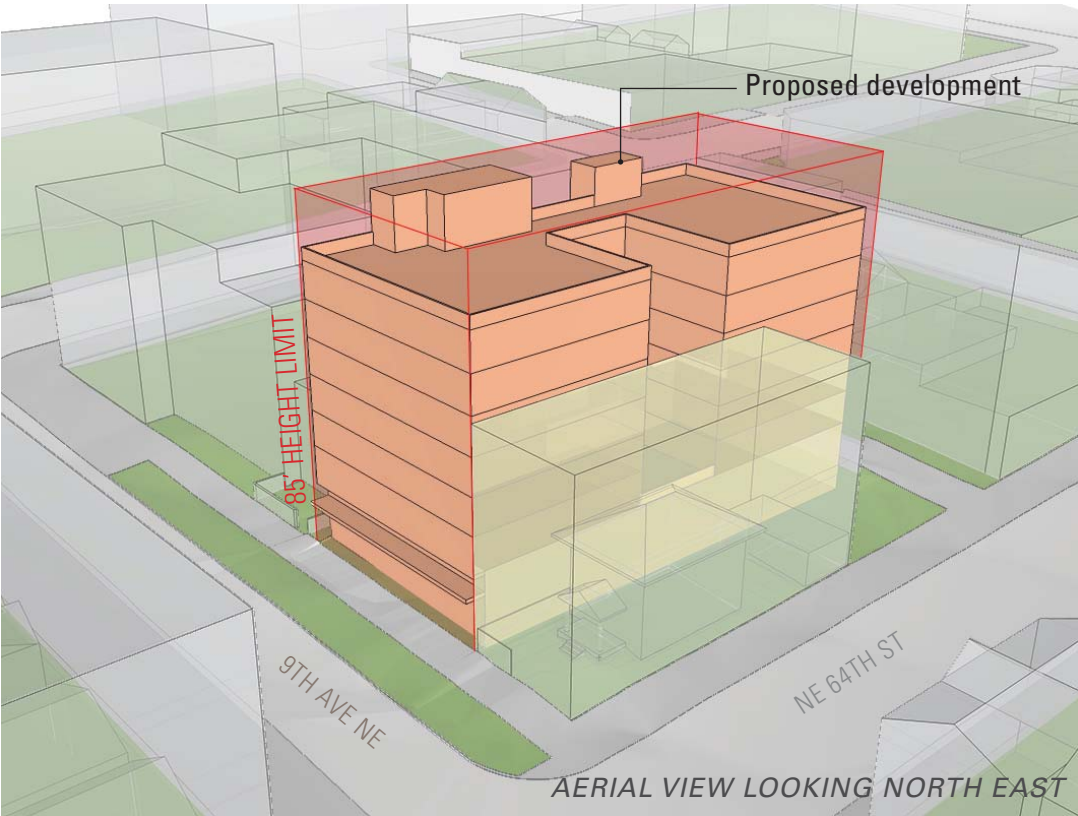 Proposed development
85' HEIGHT LIMIT
9TH AVE NE
NE 64TH ST
AERIAL VIEW LOOKING NORTH EAST